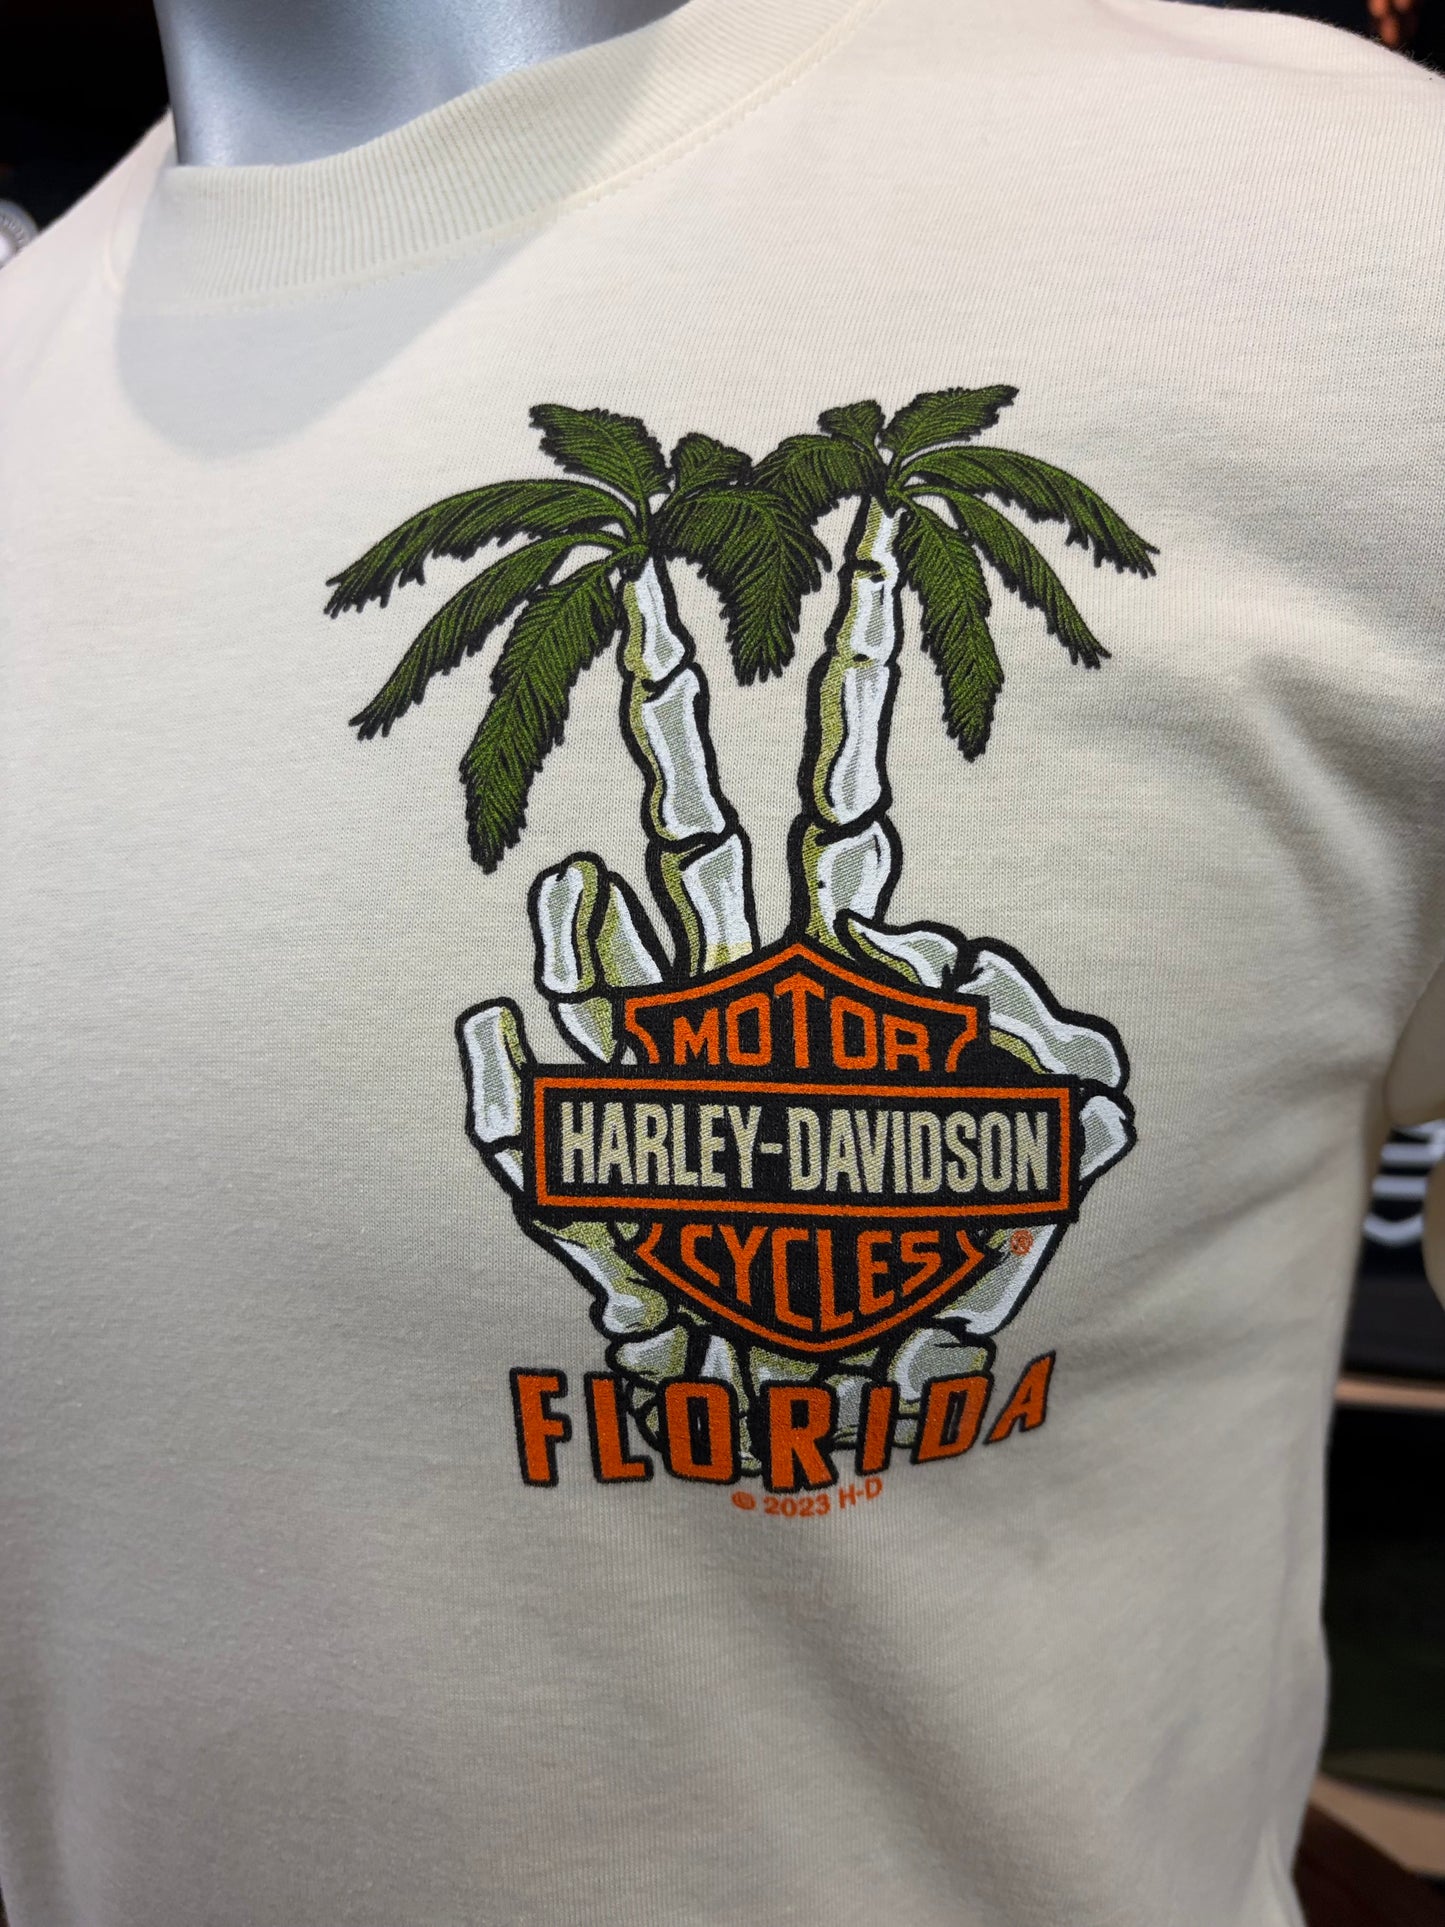 MOTOR
HARLEY-DAVIDSON
CYCLES
®
FLORIDA
© 2023 H-D